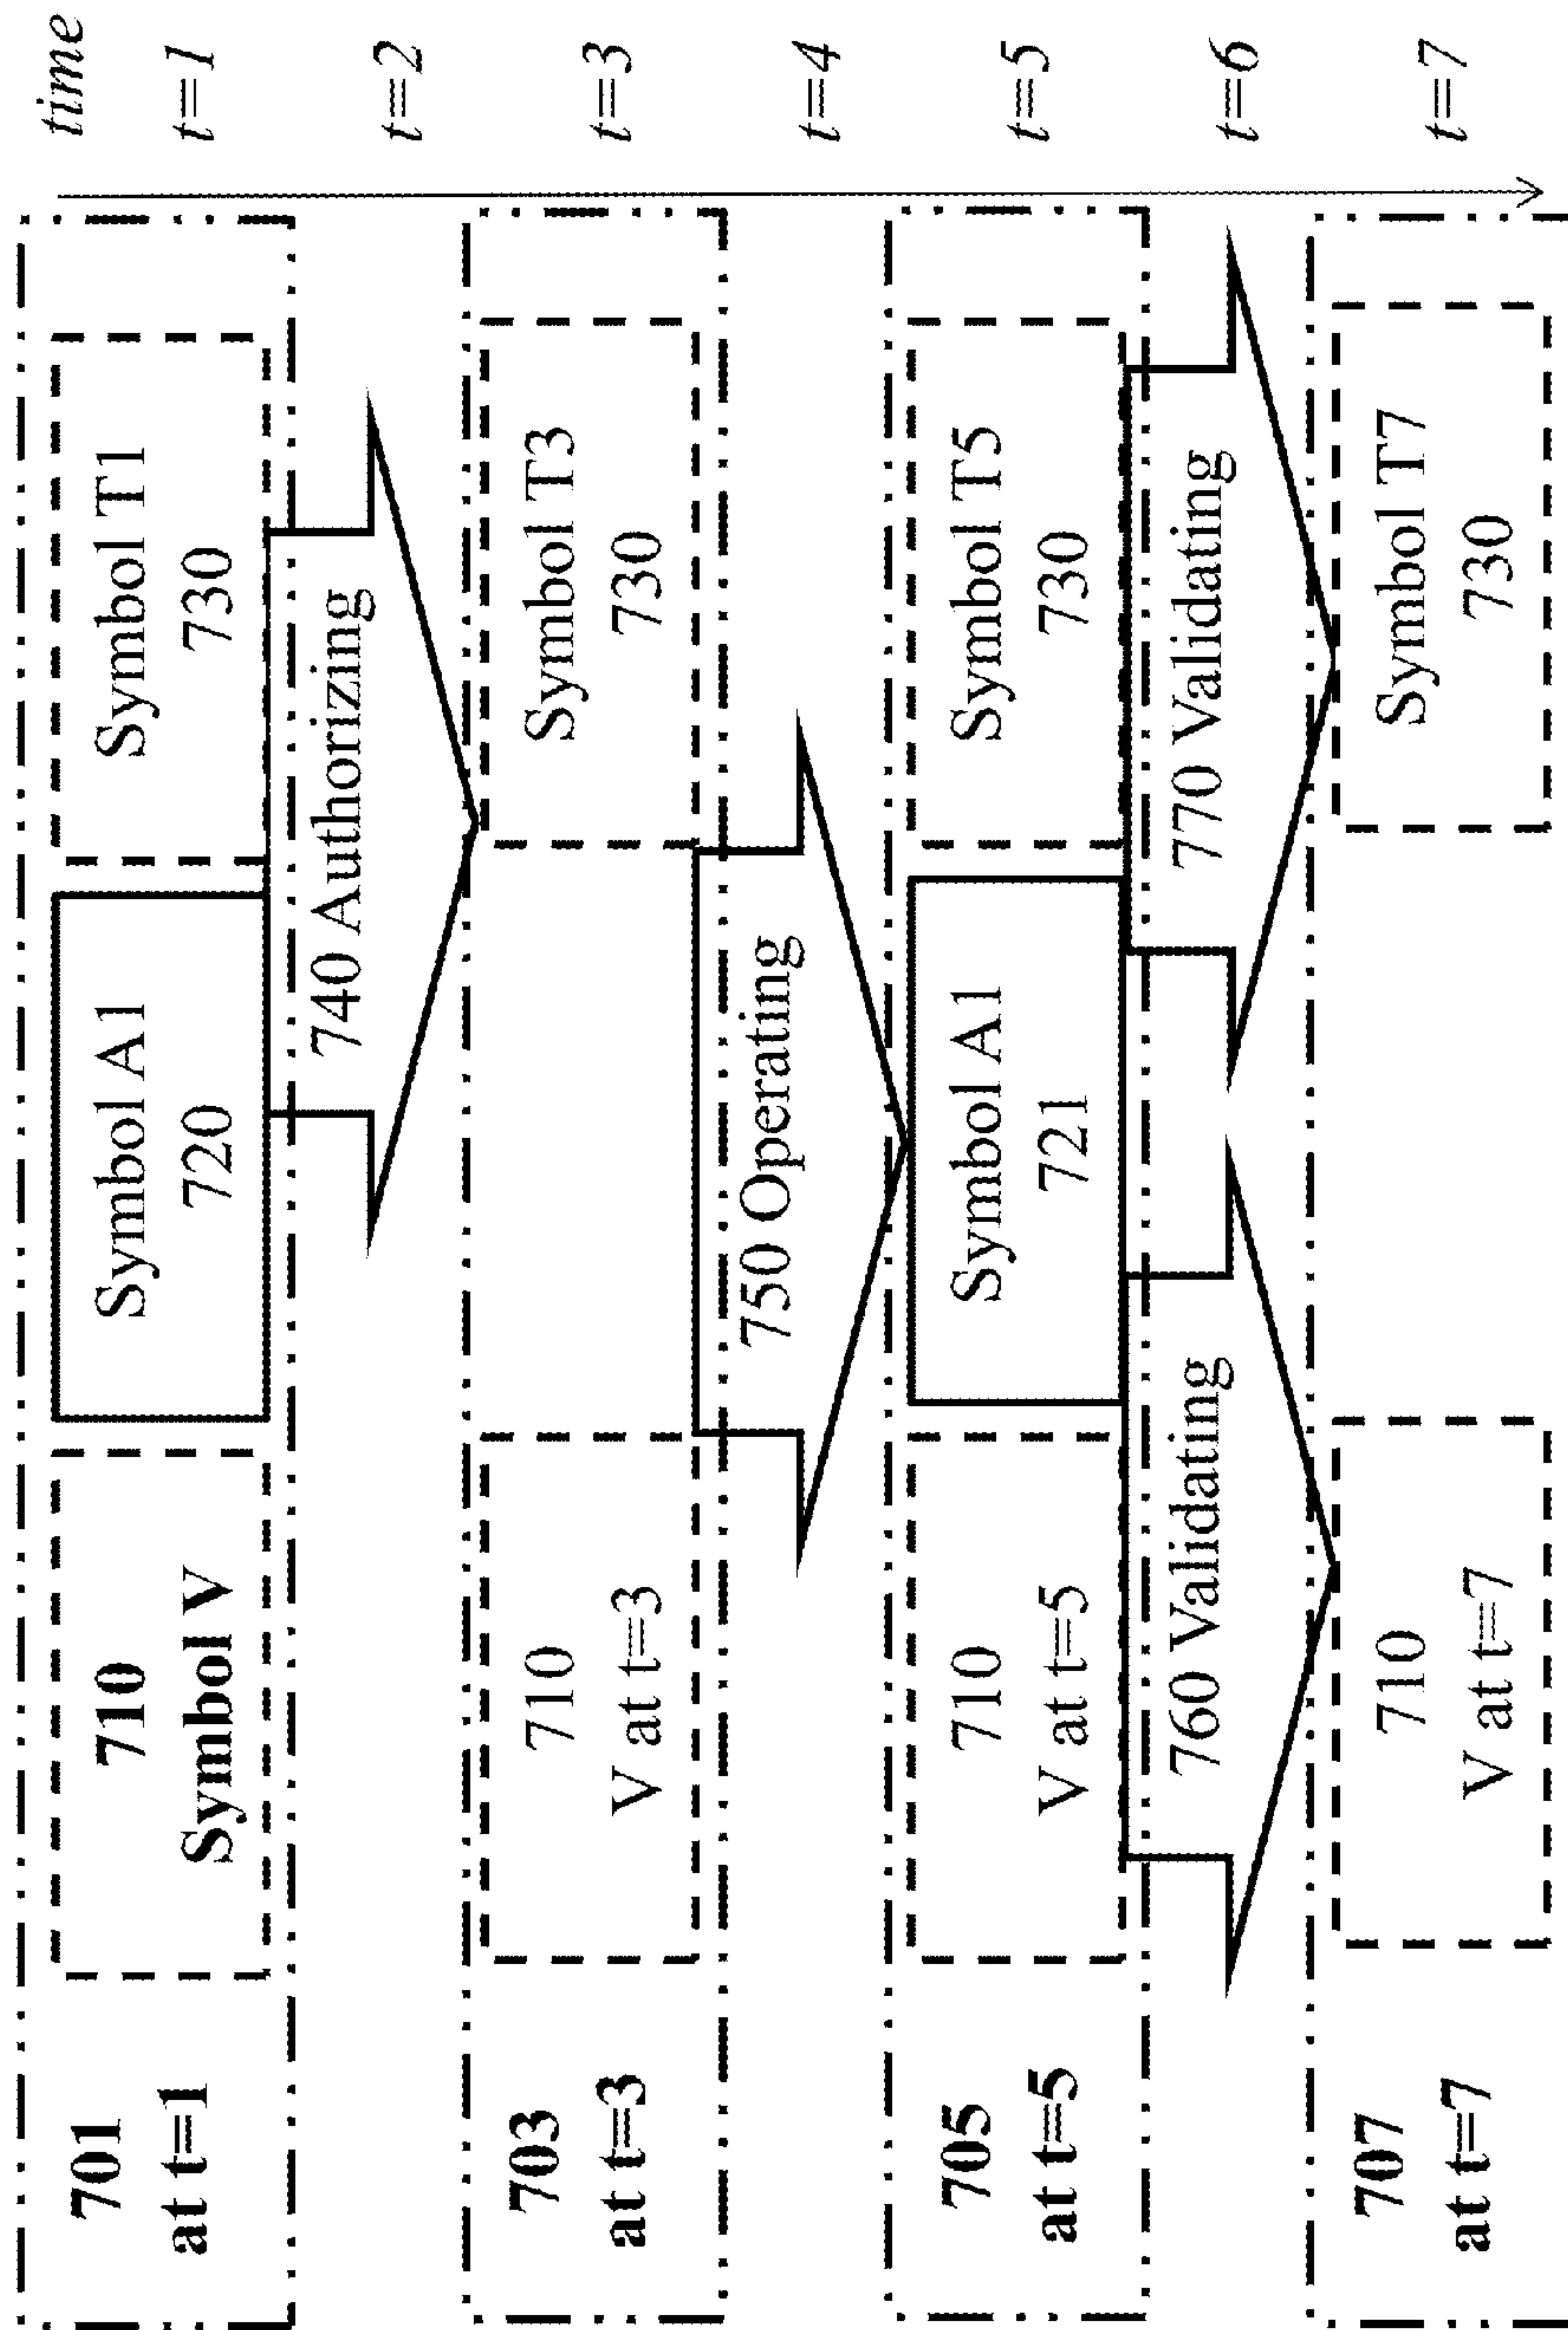 time
701
at t=1
710
Symbol V
Symbol A1
720
Symbol T1
730
t=1
740 Authorizing
t=2
703
at t=3
710
V at t=3
Symbol T3
730
t=3
750 Operating
t=4
705
at t=5
710
V at t=5
Symbol A1
721
Symbol T5
730
t=5
760 Validating
770 Validating
t=6
707
at t=7
710
V at t=7
Symbol T7
730
t=7